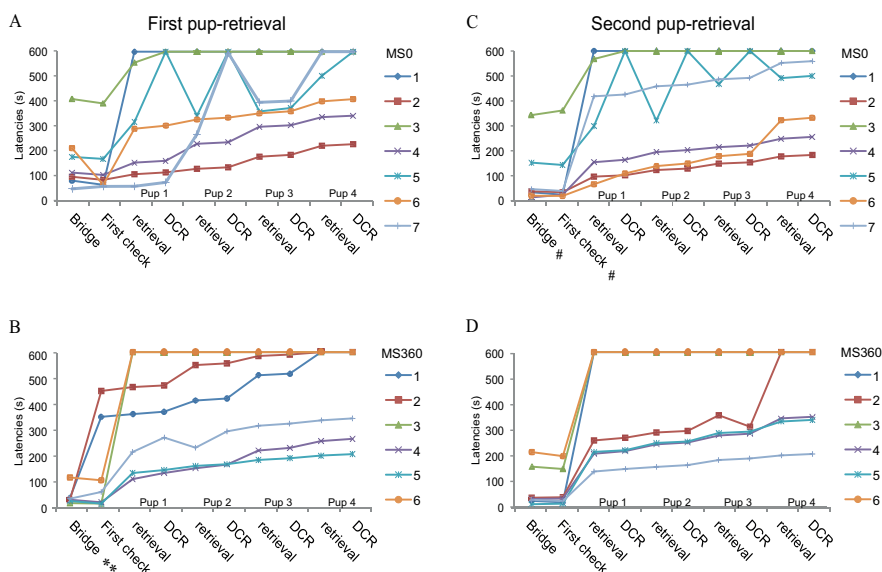 A
First pup-retrieval
Latencies (s)
600
500
400
300
200
100
0
Pup 1
Pup 2
Pup 3
Pup 4
Bridge
First check
retrieval
DCR
retrieval
DCR
retrieval
DCR
retrieval
DCR
MS0
1
2
3
4
5
6
7
C
Second pup-retrieval
Latencies (s)
600
500
400
300
200
100
0
Pup 1
Pup 2
Pup 3
Pup 4
Bridge #
First check #
retrieval
DCR
retrieval
DCR
retrieval
DCR
retrieval
DCR
MS0
1
2
3
4
5
6
7
B
Latencies (s)
600
500
400
300
200
100
0
Pup 1
Pup 2
Pup 3
Pup 4
Bridge **
First check
retrieval
DCR
retrieval
DCR
retrieval
DCR
retrieval
DCR
MS360
1
2
3
4
5
6
D
Latencies (s)
600
500
400
300
200
100
0
Pup 1
Pup 2
Pup 3
Pup 4
Bridge
First check
retrieval
DCR
retrieval
DCR
retrieval
DCR
retrieval
DCR
MS360
1
2
3
4
5
6